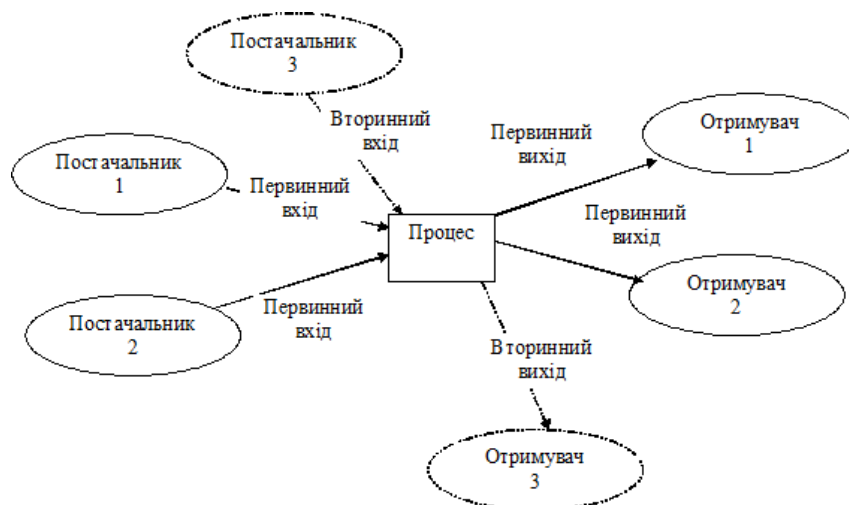 Постачальник
3
Вторинний
вхід
Первинний
вихід
Отримувач
1
Постачальник
1
Первинний
вхід
Процес
Первинний
вихід
Отримувач
2
Постачальник
2
Первинний
вхід
Вторинний
вихід
Отримувач
3